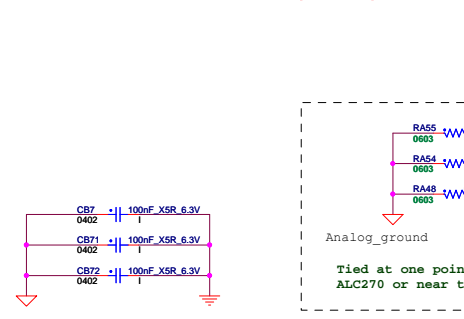 RA55
0603
RA54
0603
RA48
0603
CB7 100nF_X5R_6.3V
0402 I
CB71 100nF_X5R_6.3V
0402 I
CB72 100nF_X5R_6.3V
0402 I
Analog_ground
Tied at one poin
ALC270 or near t